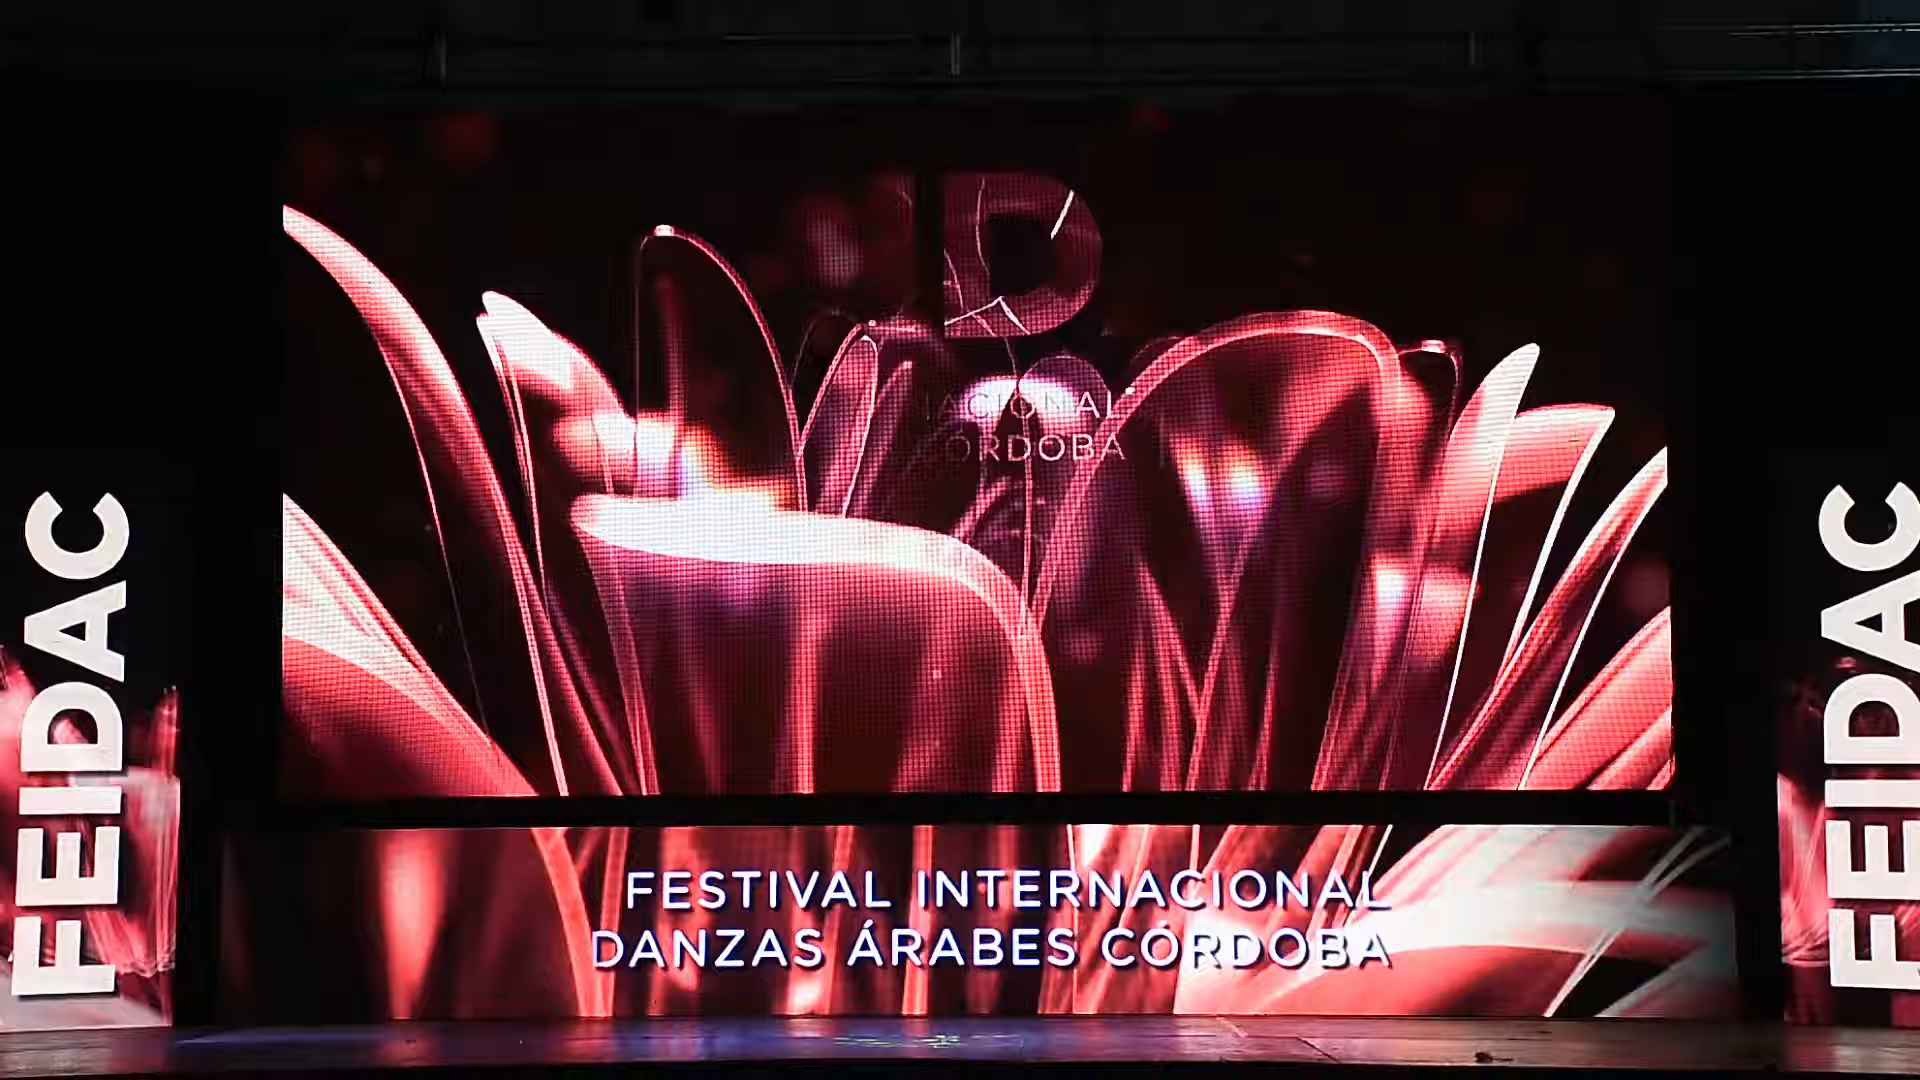 D
NACIONAL
CÓRDOBA
FEIDAC
FEIDAC
FESTIVAL INTERNACIONAL
DANZAS ÁRABES CÓRDOBA